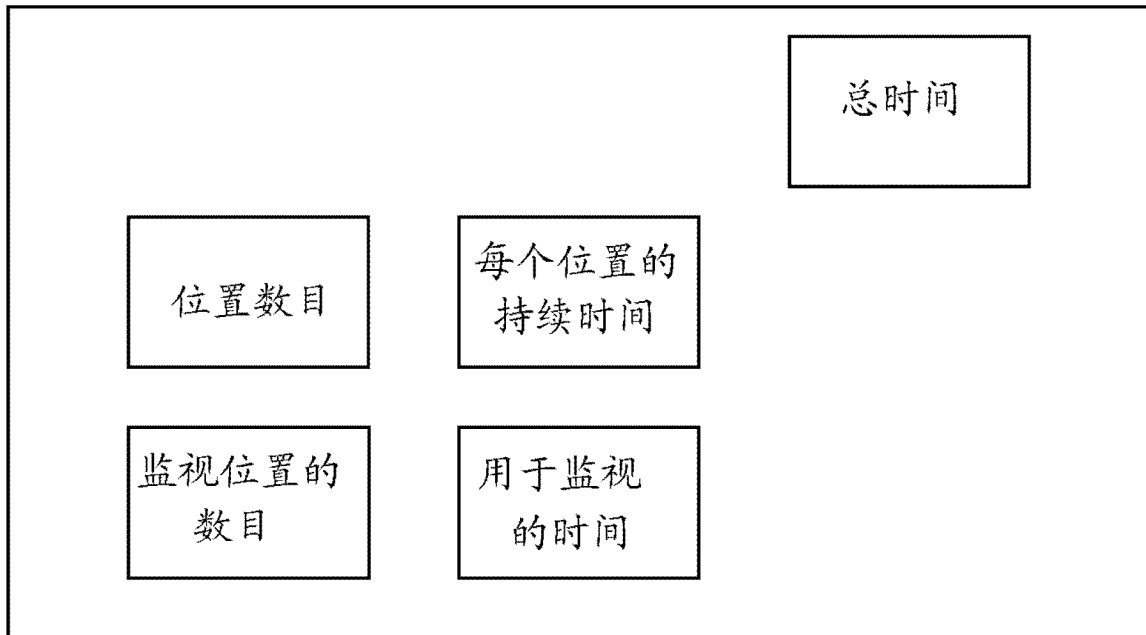 总时间
位置数目
每个位置的
持续时间
监视位置的
数目
用于监视
的时间